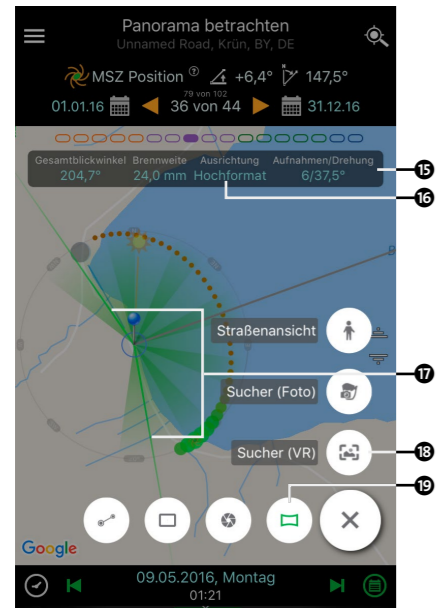 Panorama betrachten
Unnamed Road, Krün, BY, DE
MSZ Position ? +6,4° 147,5°
79 von 102
01.01.16 36 von 44 31.12.16
Gesamtblickwinkel Brennweite Ausrichtung Aufnahmen/Drehung
204,7° 24,0 mm Hochformat 6/37,5°
15
16
Straßenansicht
17
Sucher (Foto)
Sucher (VR)
18
19
Google
09.05.2016, Montag
01:21